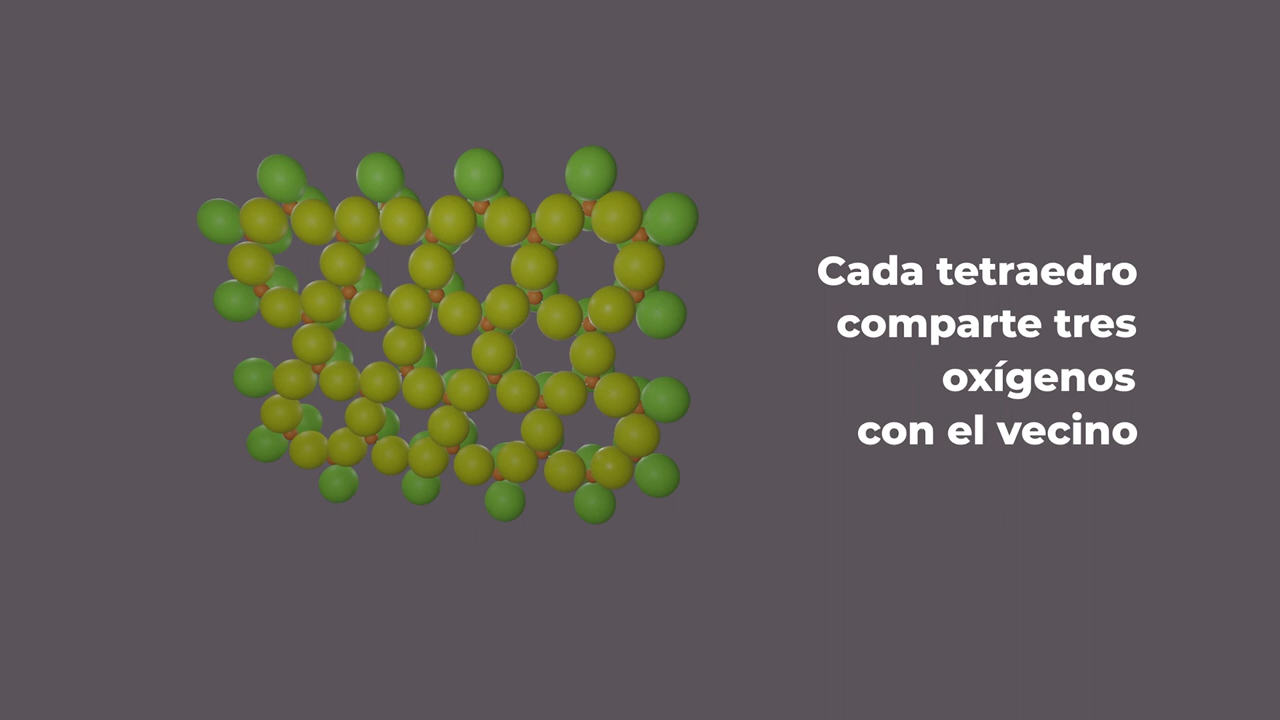 Cada tetraedro
comparte tres
oxígenos
con el vecino